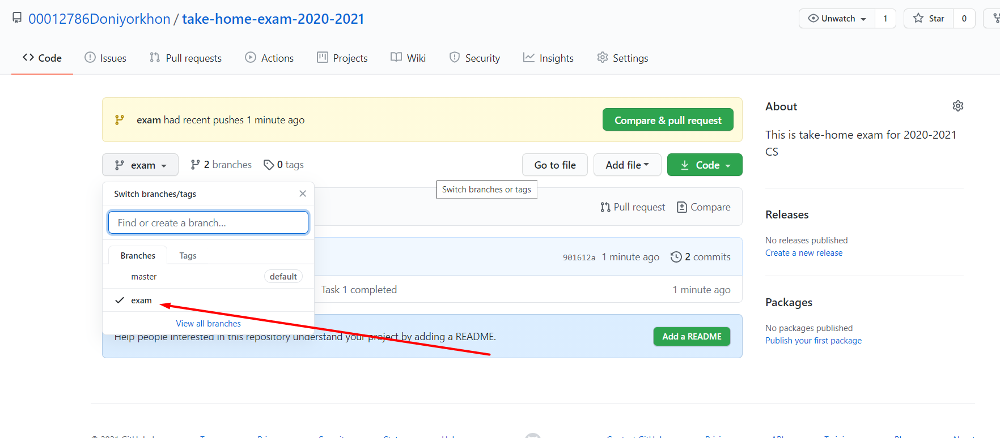 00012786Doniyorkhon / take-home-exam-2020-2021
Unwatch 1 Star 0
Code Issues Pull requests Actions Projects Wiki Security Insights Settings
exam had recent pushes 1 minute ago
Compare & pull request
exam 2 branches 0 tags
Go to file Add file Code
Switch branches or tags
Switch branches/tags
Find or create a branch...
Branches Tags
master default
exam
View all branches
Pull request Compare
901612a 1 minute ago 2 commits
Task 1 completed 1 minute ago
Help people interested in this repository understand your project by adding a README.
Add a README
About
This is take-home exam for 2020-2021
CS
Releases
No releases published
Create a new release
Packages
No packages published
Publish your first package